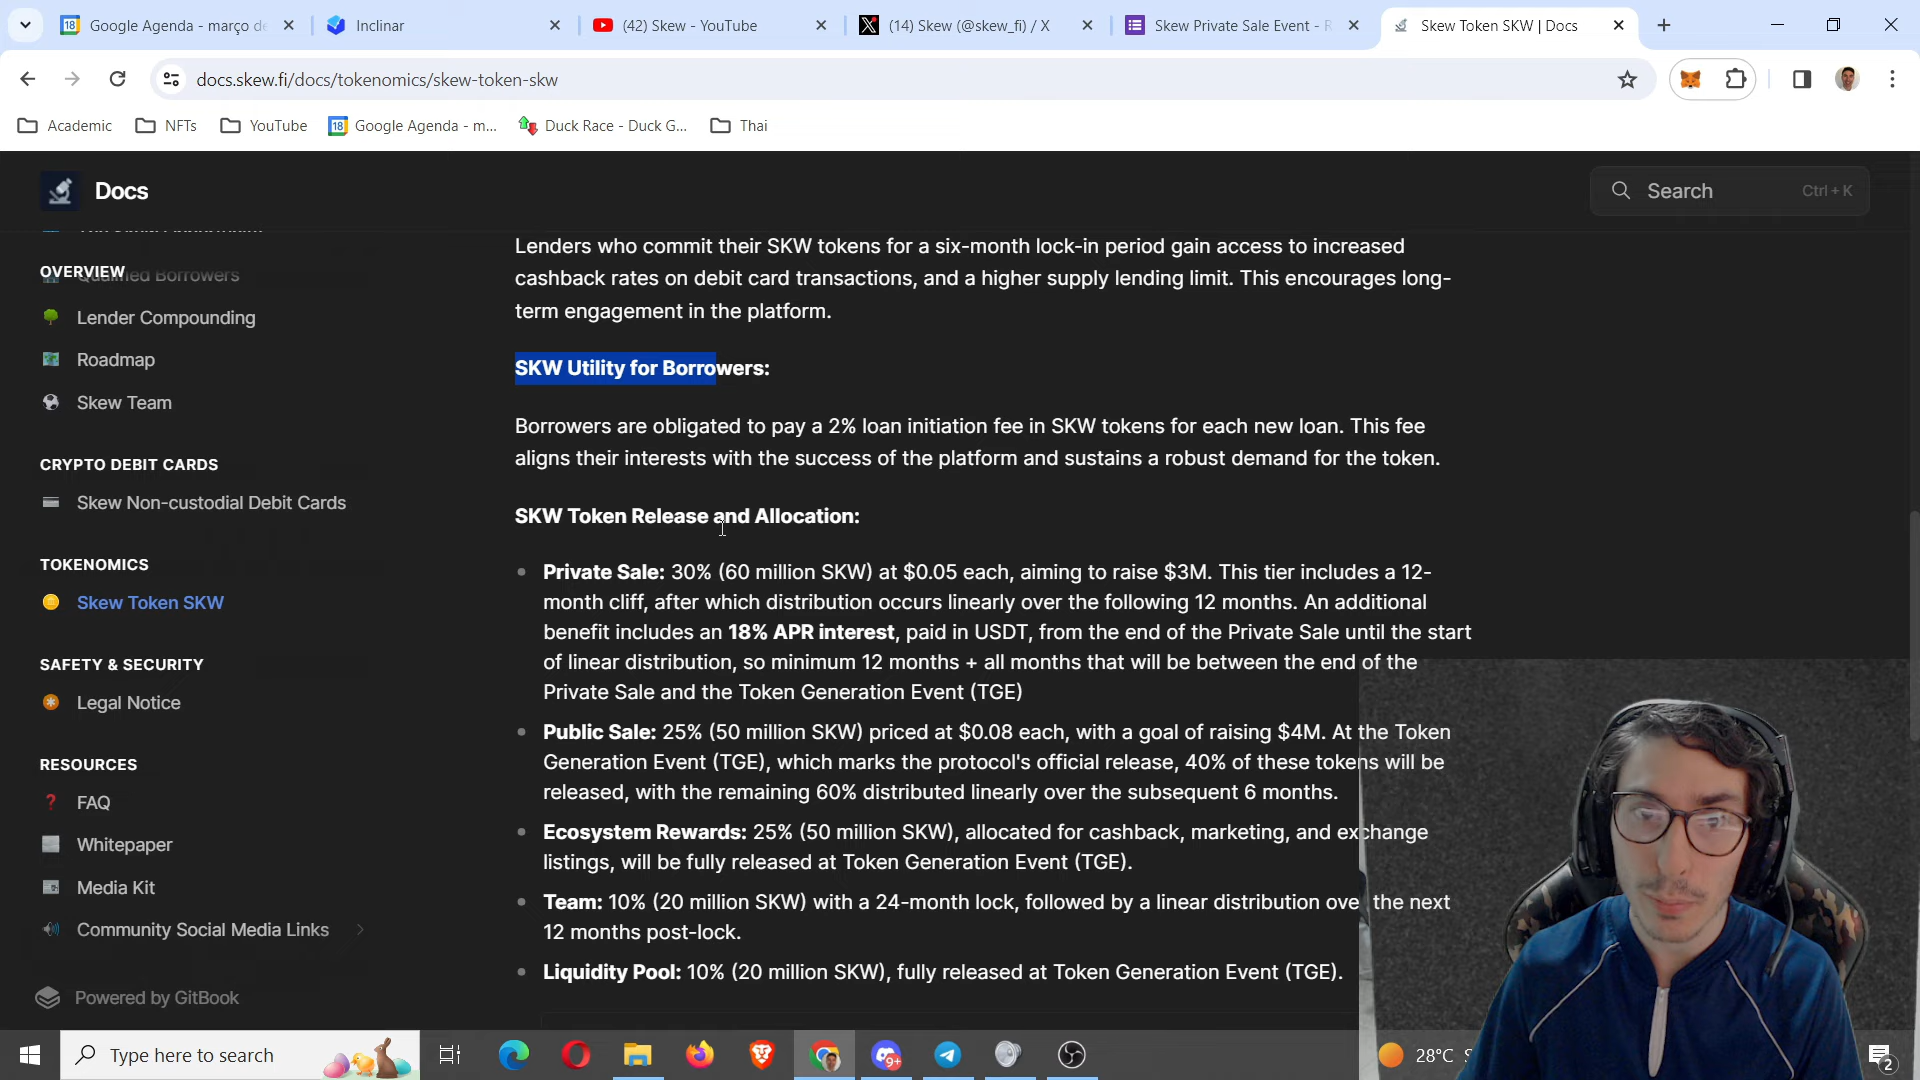 Google Agenda - março de
Inclinar
(42) Skew - YouTube
(14) Skew (@skew_fi) / X
Skew Private Sale Event - R
Skew Token SKW | Docs
docs.skew.fi/docs/tokenomics/skew-token-skw
Academic
NFTs
YouTube
Google Agenda - m...
Duck Race - Duck G...
Thai
Docs
Search
Ctrl + K
OVERVIEW
Qualified Borrowers
Lender Compounding
Roadmap
Skew Team
CRYPTO DEBIT CARDS
Skew Non-custodial Debit Cards
TOKENOMICS
Skew Token SKW
SAFETY & SECURITY
Legal Notice
RESOURCES
FAQ
Whitepaper
Media Kit
Community Social Media Links
Powered by GitBook
Lenders who commit their SKW tokens for a six-month lock-in period gain access to increased
cashback rates on debit card transactions, and a higher supply lending limit. This encourages long-
term engagement in the platform.
SKW Utility for Borrowers:
Borrowers are obligated to pay a 2% loan initiation fee in SKW tokens for each new loan. This fee
aligns their interests with the success of the platform and sustains a robust demand for the token.
SKW Token Release and Allocation:
Private Sale: 30% (60 million SKW) at $0.05 each, aiming to raise $3M. This tier includes a 12-
month cliff, after which distribution occurs linearly over the following 12 months. An additional
benefit includes an 18% APR interest, paid in USDT, from the end of the Private Sale until the start
of linear distribution, so minimum 12 months + all months that will be between the end of the
Private Sale and the Token Generation Event (TGE)
Public Sale: 25% (50 million SKW) priced at $0.08 each, with a goal of raising $4M. At the Token
Generation Event (TGE), which marks the protocol's official release, 40% of these tokens will be
released, with the remaining 60% distributed linearly over the subsequent 6 months.
Ecosystem Rewards: 25% (50 million SKW), allocated for cashback, marketing, and exchange
listings, will be fully released at Token Generation Event (TGE).
Team: 10% (20 million SKW) with a 24-month lock, followed by a linear distribution ove the next
12 months post-lock.
Liquidity Pool: 10% (20 million SKW), fully released at Token Generation Event (TGE).
Type here to search
9+
28°C S
2